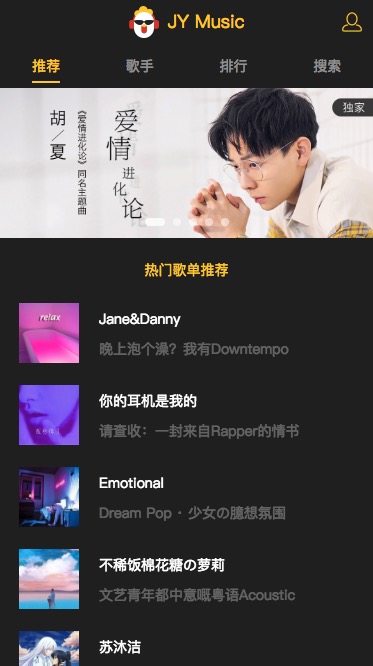 JY Music
推荐 歌手 排行 搜索
独家
胡/夏
《爱情进化论》同名主题曲
爱情进化论
热门歌单推荐
relax
Jane&Danny
晚上泡个澡？我有Downtempo
你的耳机是我的
请查收：一封来自Rapper的情书
Emotional
Dream Pop · 少女の臆想氛围
不稀饭棉花糖の萝莉
文艺青年都中意嘅粤语Acoustic
苏沐洁